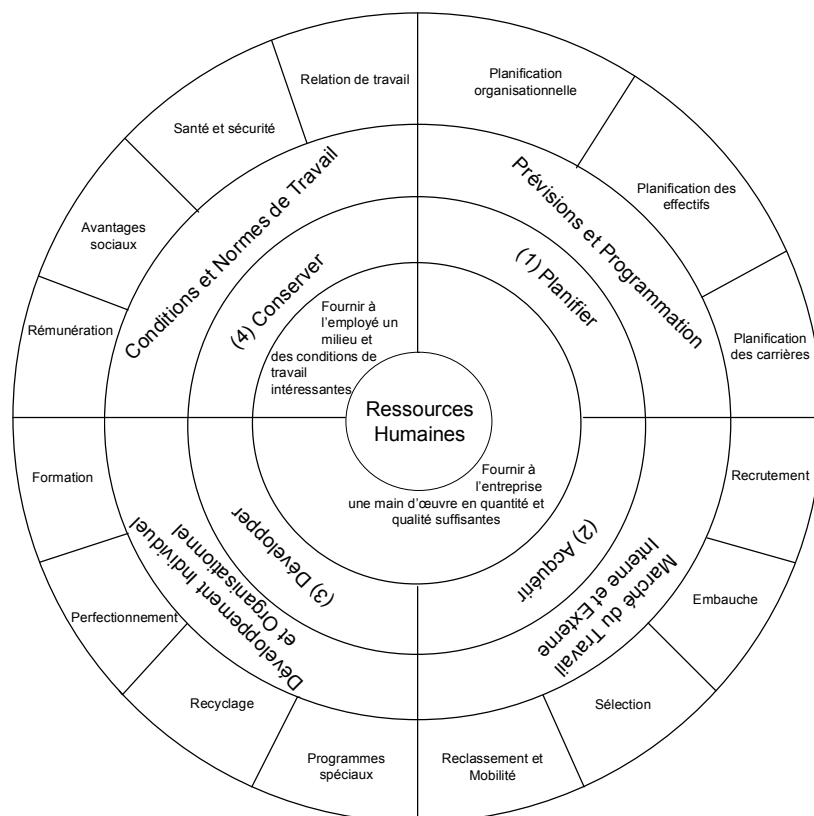 Relation de travail
Planification
organisationnelle
Santé et sécurité
Planification des
effectifs
Avantages
sociaux
Rémunération
Planification
des carrières
Conditions et Normes de Travail
Prévisions et Programmation
(4) Conserver
(1) Planifier
Fournir à
l'employé un
milieu et
des conditions de
travail
intéressantes
Ressources
Humaines
Fournir à
l'entreprise
une main d'œuvre en quantité et
qualité suffisantes
(3) Développer
(2) Acquérir
Développement Individuel
et Organisationnel
Marché du Travail
Interne et Externe
Formation
Recrutement
Perfectionnement
Embauche
Recyclage
Sélection
Programmes
spéciaux
Reclassement et
Mobilité